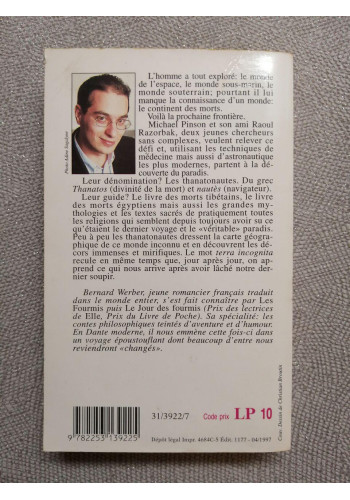 L'homme a tout exploré: le monde
de l'espace, le monde sous-marin, le
monde souterrain; pourtant il lui
manque la connaissance d'un monde:
le continent des morts.
Voilà la prochaine frontière.
Michael Pinson et son ami Raoul
Razorbak, deux jeunes chercheurs
sans complexes, veulent relever ce
défi et, utilisant les techniques de
médecine mais aussi d'astronautique
les plus modernes, partent à la dé-
couverte du paradis.
Leur dénomination? Les thanatonautes. Du grec
Thanatos (divinité de la mort) et nautès (navigateur).
Leur guide? Le livre des morts tibétains, le livre
des morts égyptiens mais aussi les grandes my-
thologies et les textes sacrés de pratiquement toutes
les religions qui semblent depuis toujours avoir su ce
qu'étaient le dernier voyage et le «véritable» paradis.
Peu à peu les thanatonautes dressent la carte géogra-
phique de ce monde inconnu et en découvrent les dé-
cors immenses et mirifiques. Le mot terra incognita
recule en même temps que, jour après jour, on ap-
prend ce qui nous arrive après avoir lâché notre der-
nier soupir.
Bernard Werber, jeune romancier français traduit
dans le monde entier, s'est fait connaître par Les
Fourmis puis Le Jour des fourmis (Prix des lectrices
de Elle, Prix du Livre de Poche). Sa spécialité: les
contes philosophiques teintés d'aventure et d'humour.
En Dante moderne, il nous emmène cette fois-ci dans
un voyage époustouflant dont beaucoup d'entre nous
reviendront «changés».
31/3922/7
Code prix LP 10
9 782253 139225
Dépôt légal Impr. 4684C-5 Édit. 1177 - 04/1997